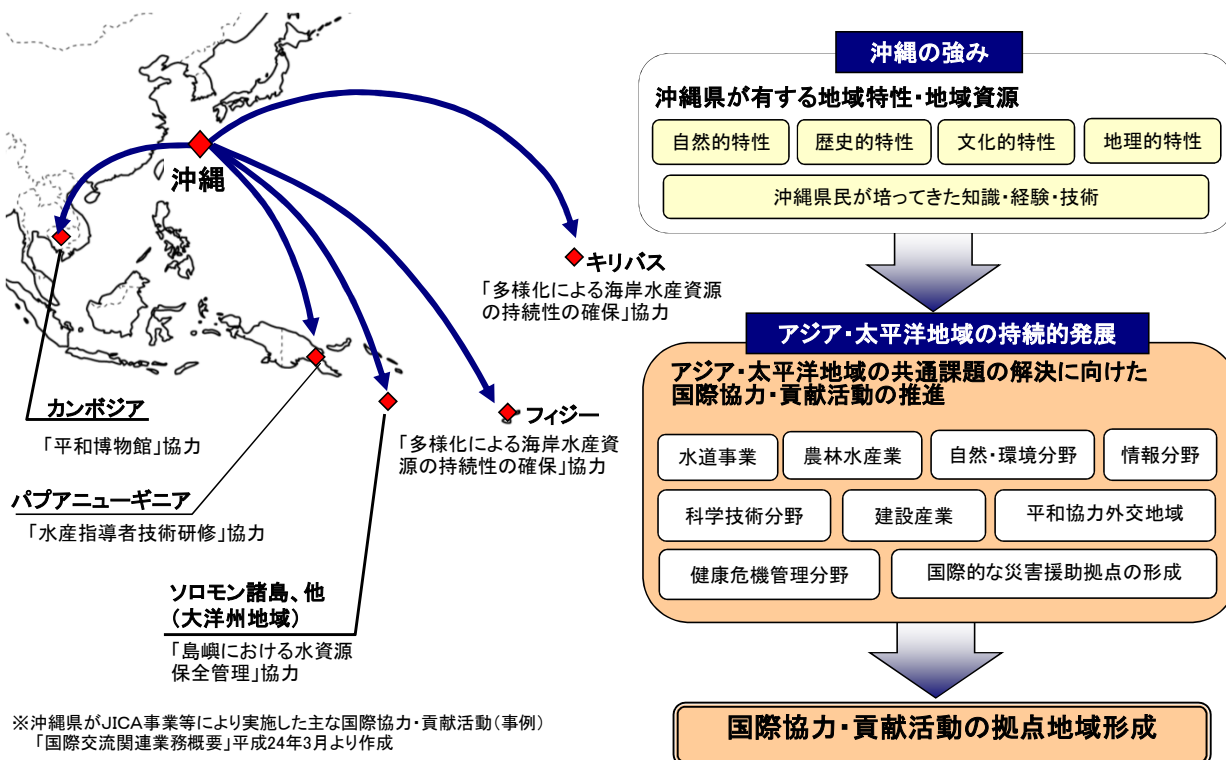 沖縄
キリバス
「多様化による海岸水産資源
の持続性の確保」協力
カンボジア
「平和博物館」協力
フィジー
「多様化による海岸水産資
源の持続性の確保」協力
パプアニューギニア
「水産指導者技術研修」協力
ソロモン諸島、他
（大洋州地域）
「島嶼における水資源
保全管理」協力
※沖縄県がJICA事業等により実施した主な国際協力・貢献活動（事例）
「国際交流関連業務概要」平成24年3月より作成
沖縄の強み
沖縄県が有する地域特性・地域資源
自然的特性
歴史的特性
文化的特性
地理的特性
沖縄県民が培ってきた知識・経験・技術
アジア・太平洋地域の持続的発展
アジア・太平洋地域の共通課題の解決に向けた
国際協力・貢献活動の推進
水道事業
農林水産業
自然・環境分野
情報分野
科学技術分野
建設産業
平和協力外交地域
健康危機管理分野
国際的な災害援助拠点の形成
国際協力・貢献活動の拠点地域形成